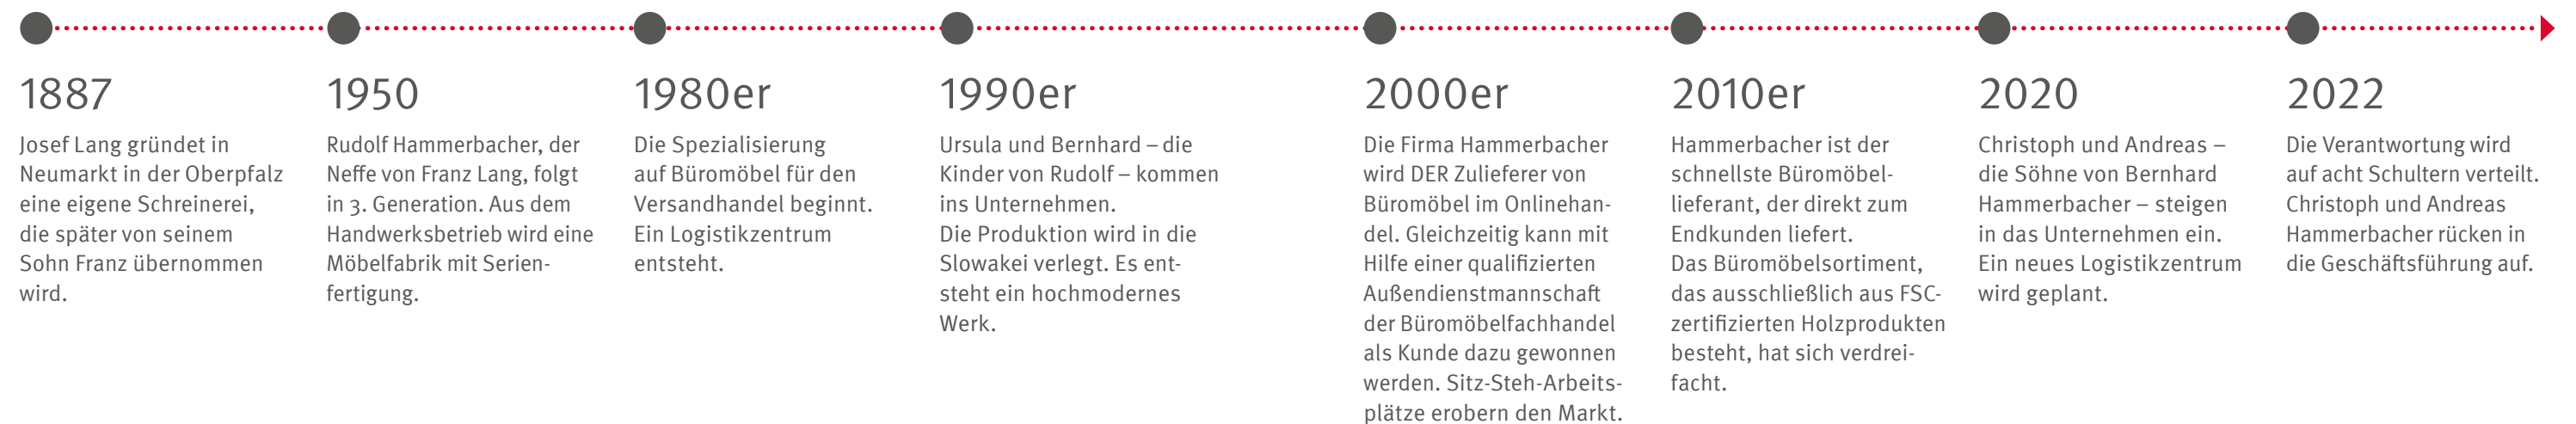 1887
Josef Lang gründet in
Neumarkt in der Oberpfalz
eine eigene Schreinerei,
die später von seinem
Sohn Franz übernommen
wird.
1950
Rudolf Hammerbacher, der
Neffe von Franz Lang, folgt
in 3. Generation. Aus dem
Handwerksbetrieb wird eine
Möbelfabrik mit Serien-
fertigung.
1980er
Die Spezialisierung
auf Büromöbel für den
Versandhandel beginnt.
Ein Logistikzentrum
entsteht.
1990er
Ursula und Bernhard – die
Kinder von Rudolf – kommen
ins Unternehmen.
Die Produktion wird in die
Slowakei verlegt. Es ent-
steht ein hochmodernes
Werk.
2000er
Die Firma Hammerbacher
wird DER Zulieferer von
Büromöbel im Onlinehan-
del. Gleichzeitig kann mit
Hilfe einer qualifizierten
Außendienstmannschaft
der Büromöbelfachhandel
als Kunde dazu gewonnen
werden. Sitz-Steh-Arbeits-
plätze erobern den Markt.
2010er
Hammerbacher ist der
schnellste Büromöbel-
lieferant, der direkt zum
Endkunden liefert.
Das Büromöbelsortiment,
das ausschließlich aus FSC-
zertifizierten Holzprodukten
besteht, hat sich verdrei-
facht.
2020
Christoph und Andreas –
die Söhne von Bernhard
Hammerbacher – steigen
in das Unternehmen ein.
Ein neues Logistikzentrum
wird geplant.
2022
Die Verantwortung wird
auf acht Schultern verteilt.
Christoph und Andreas
Hammerbacher rücken in
die Geschäftsführung auf.